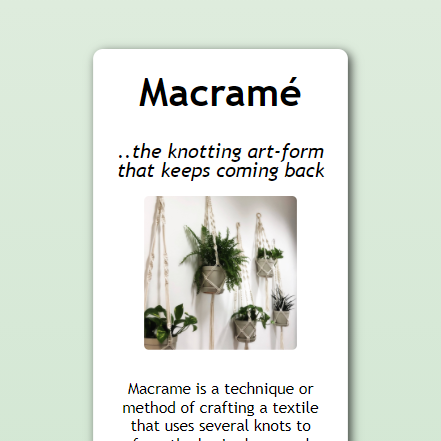 Macramé
..the knotting art-form
that keeps coming back
Macrame is a technique or
method of crafting a textile
that uses several knots to